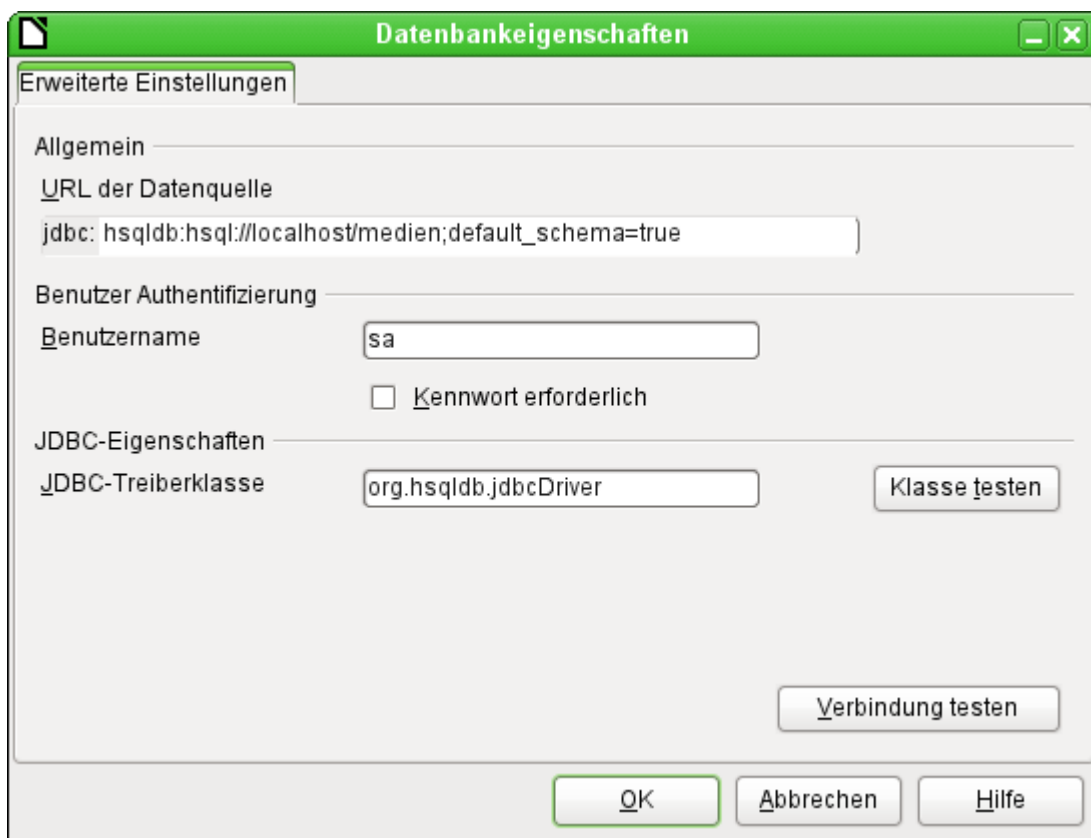 Datenbankeigenschaften
Erweiterte Einstellungen
Allgemein
URL der Datenquelle
jdbc: hsqldb:hsql://localhost/medien;default_schema=true
Benutzer Authentifizierung
Benutzername sa
Kennwort erforderlich
JDBC-Eigenschaften
JDBC-Treiberklasse org.hsqldb.jdbcDriver Klasse testen
Verbindung testen
OK Abbrechen Hilfe